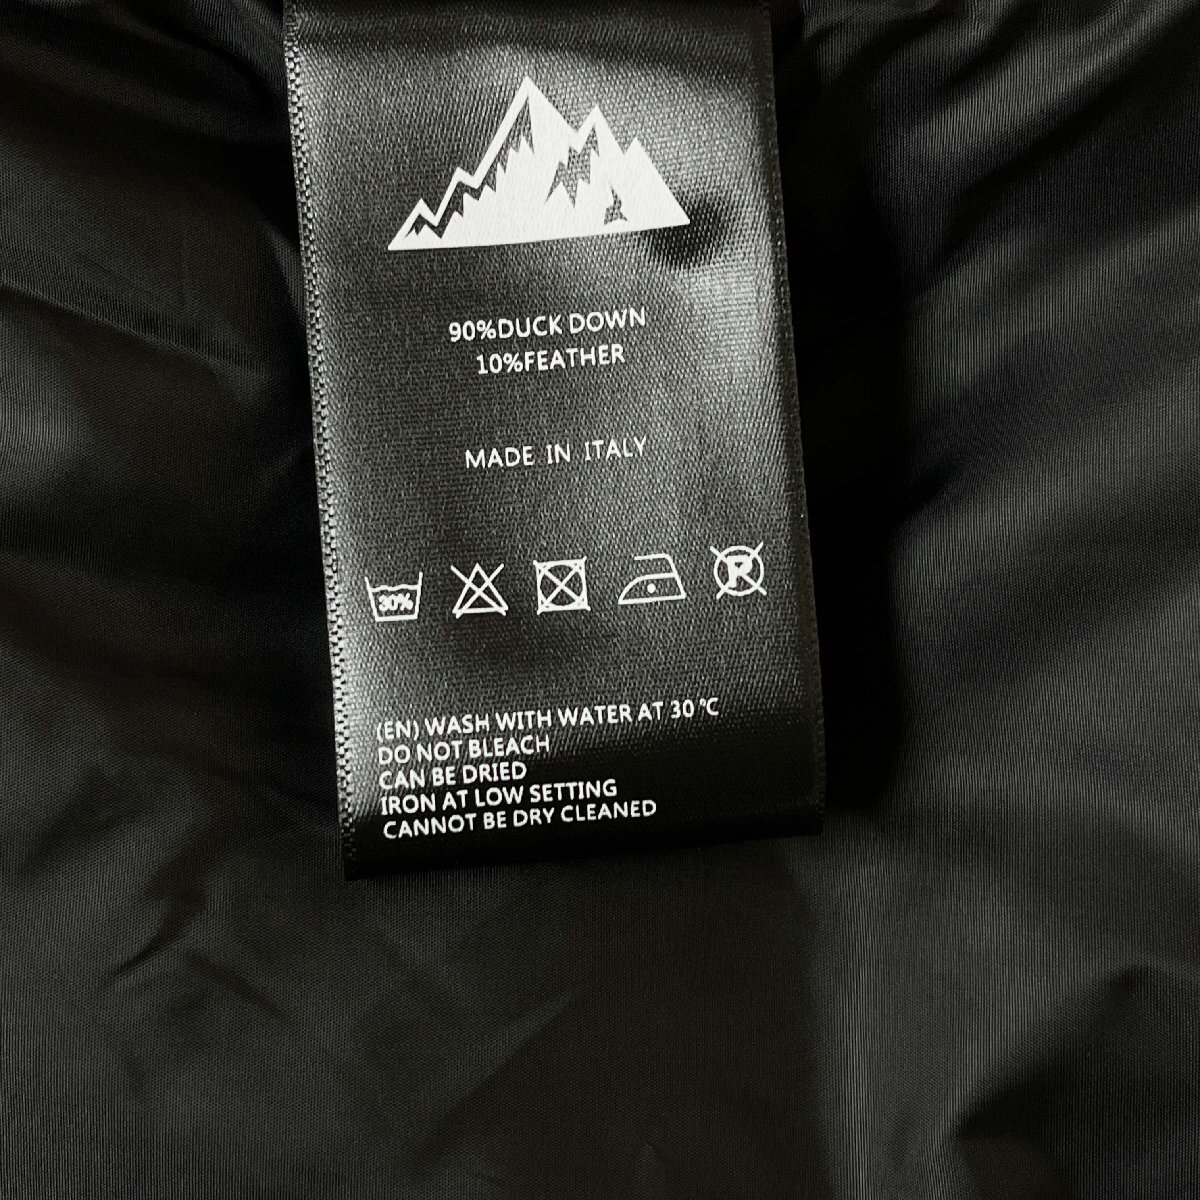 90%DUCK DOWN
10%FEATHER
MADE IN ITALY
30%
R
(EN) WASH WITH WATER AT 30 °C
DO NOT BLEACH
CAN BE DRIED
IRON AT LOW SETTING
CANNOT BE DRY CLEANED